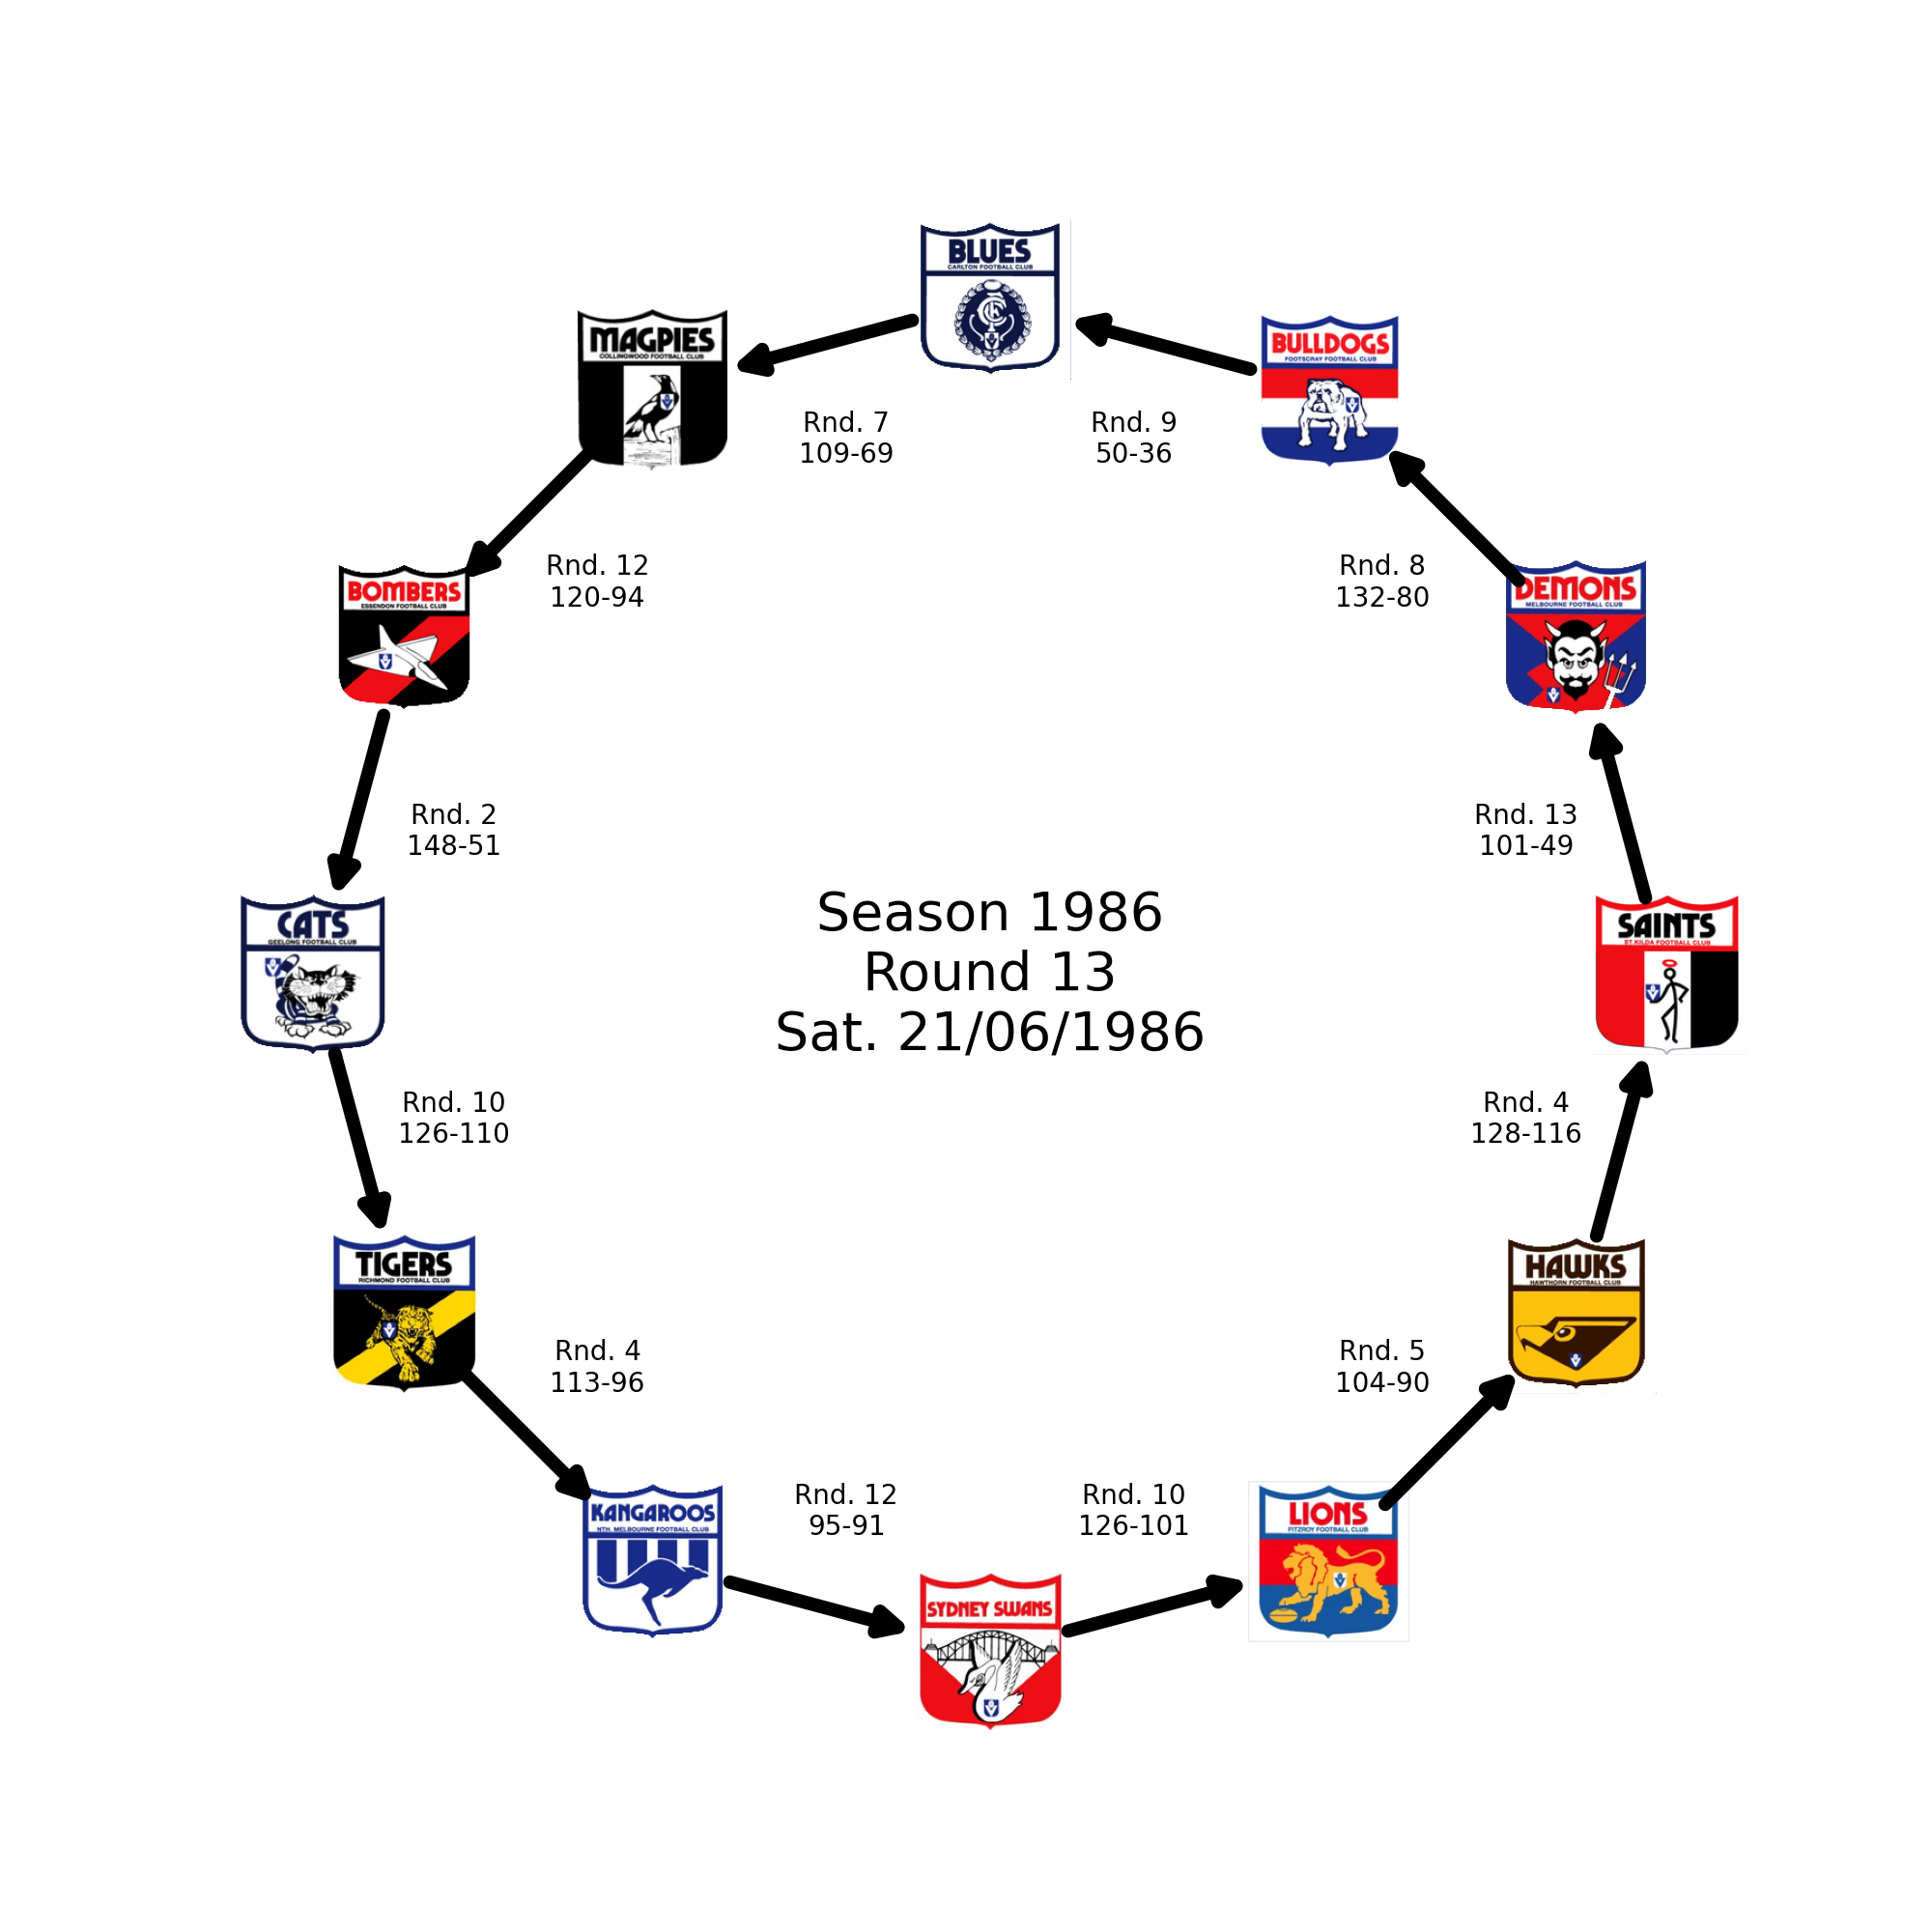 BLUES
CARLTON FOOTBALL CLUB
MAGPIES
COLLINGWOOD FOOTBALL CLUB
BULLDOGS
FOOTSCRAY FOOTBALL CLUB
Rnd. 7
109-69
Rnd. 9
50-36
BOMBERS
ESSENDON FOOTBALL CLUB
Rnd. 12
120-94
Rnd. 8
132-80
DEMONS
MELBOURNE FOOTBALL CLUB
Rnd. 2
148-51
Rnd. 13
101-49
CATS
GEELONG FOOTBALL CLUB
Season 1986
Round 13
Sat. 21/06/1986
SAINTS
ST.KILDA FOOTBALL CLUB
Rnd. 10
126-110
Rnd. 4
128-116
TIGERS
RICHMOND FOOTBALL CLUB
HAWKS
HAWTHORN FOOTBALL CLUB
Rnd. 4
113-96
Rnd. 5
104-90
KANGAROOS
NTH. MELBOURNE FOOTBALL CLUB
Rnd. 12
95-91
Rnd. 10
126-101
LIONS
FITZROY FOOTBALL CLUB
SYDNEY SWANS